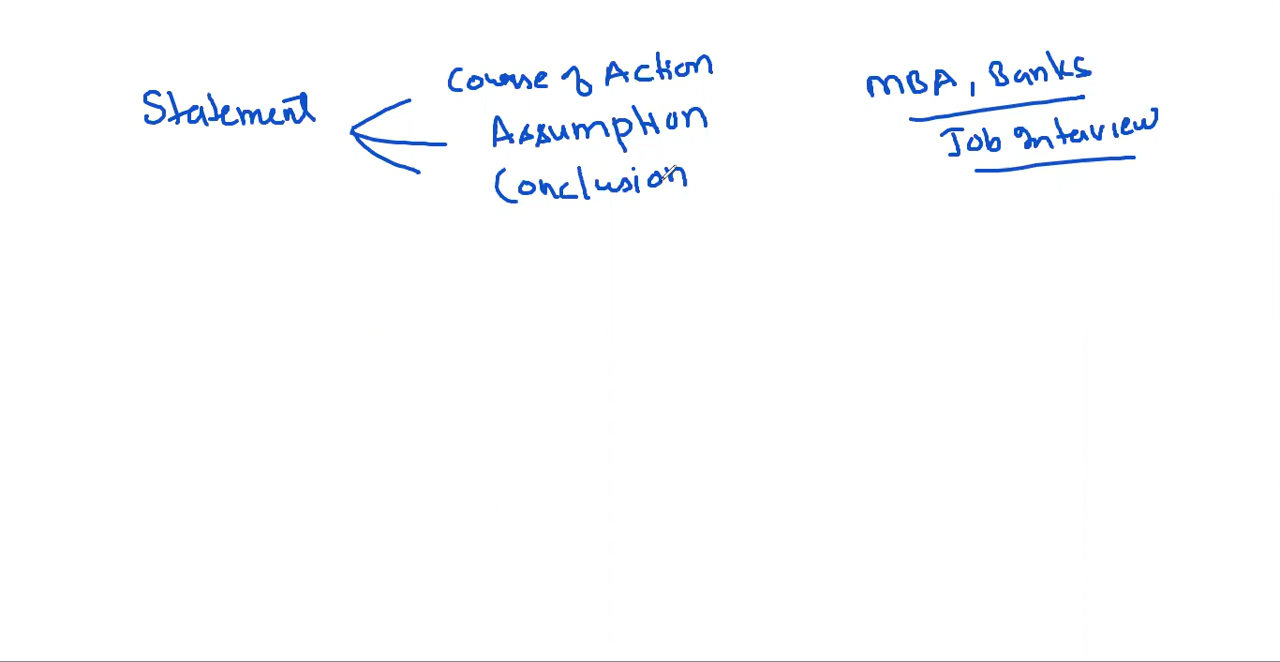 Statement
Course of Action
Assumption
Conclusion
MBA, Banks
Job Interview